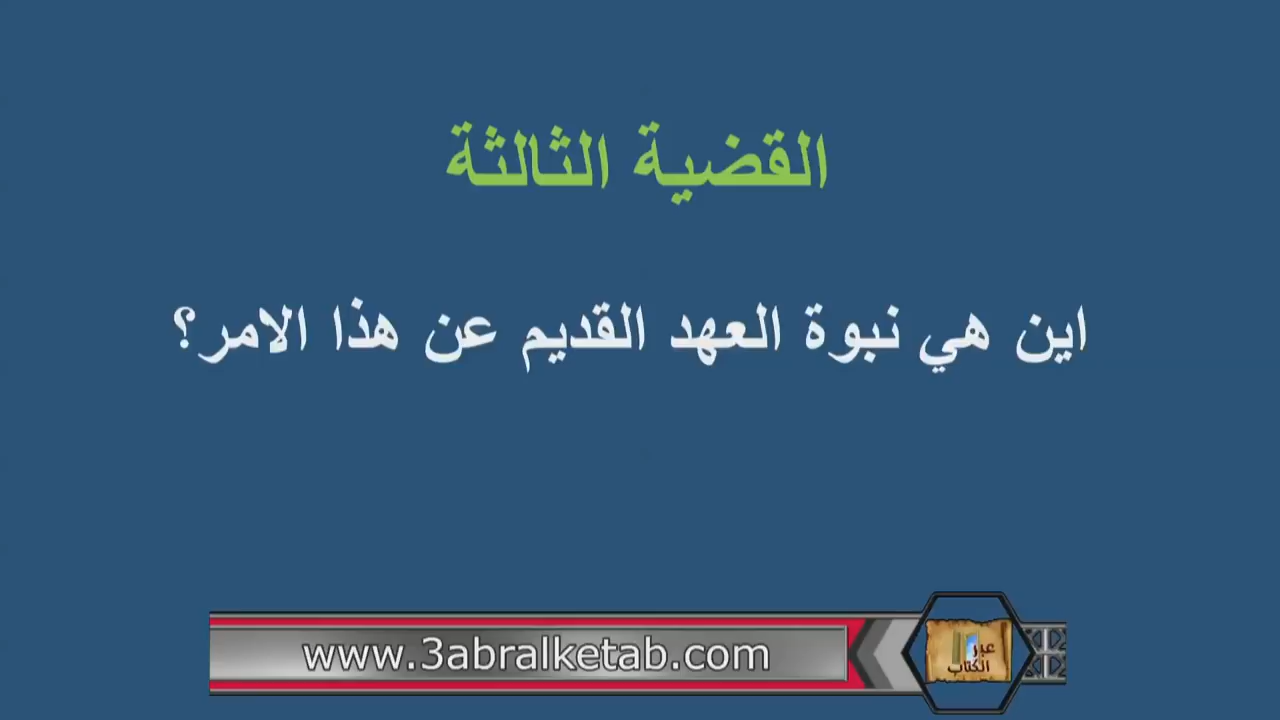 القضية الثالثة
اين هي نبوة العهد القديم عن هذا الامر؟
www.3abralketab.com
عبر
الكتاب